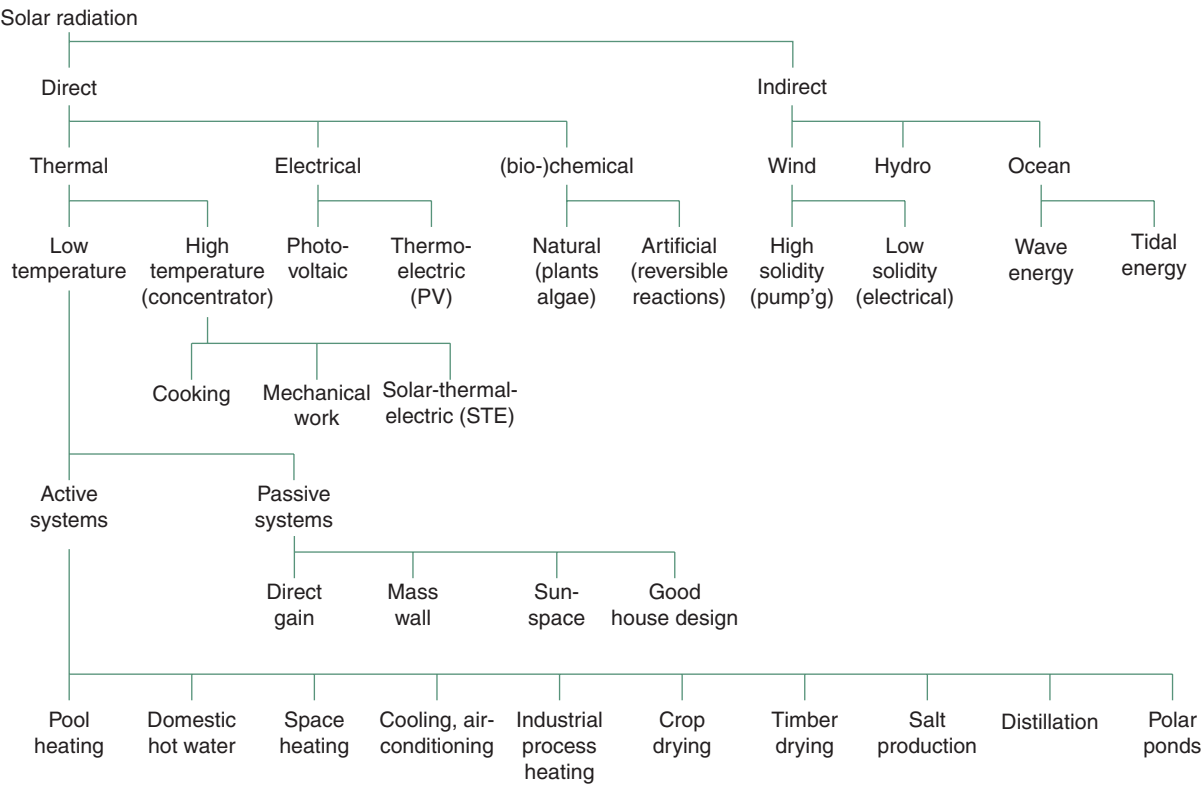 Solar radiation
Direct
Indirect
Thermal
Electrical
(bio-)chemical
Wind
Hydro
Ocean
Low
temperature
High
temperature
(concentrator)
Photo-
voltaic
Thermo-
electric
(PV)
Natural
(plants
algae)
Artificial
(reversible
reactions)
High
solidity
(pump'g)
Low
solidity
(electrical)
Wave
energy
Tidal
energy
Cooking
Mechanical
work
Solar-thermal-
electric (STE)
Active
systems
Passive
systems
Direct
gain
Mass
wall
Sun-
space
Good
house design
Pool
heating
Domestic
hot water
Space
heating
Cooling, air-
conditioning
Industrial
process
heating
Crop
drying
Timber
drying
Salt
production
Distillation
Polar
ponds